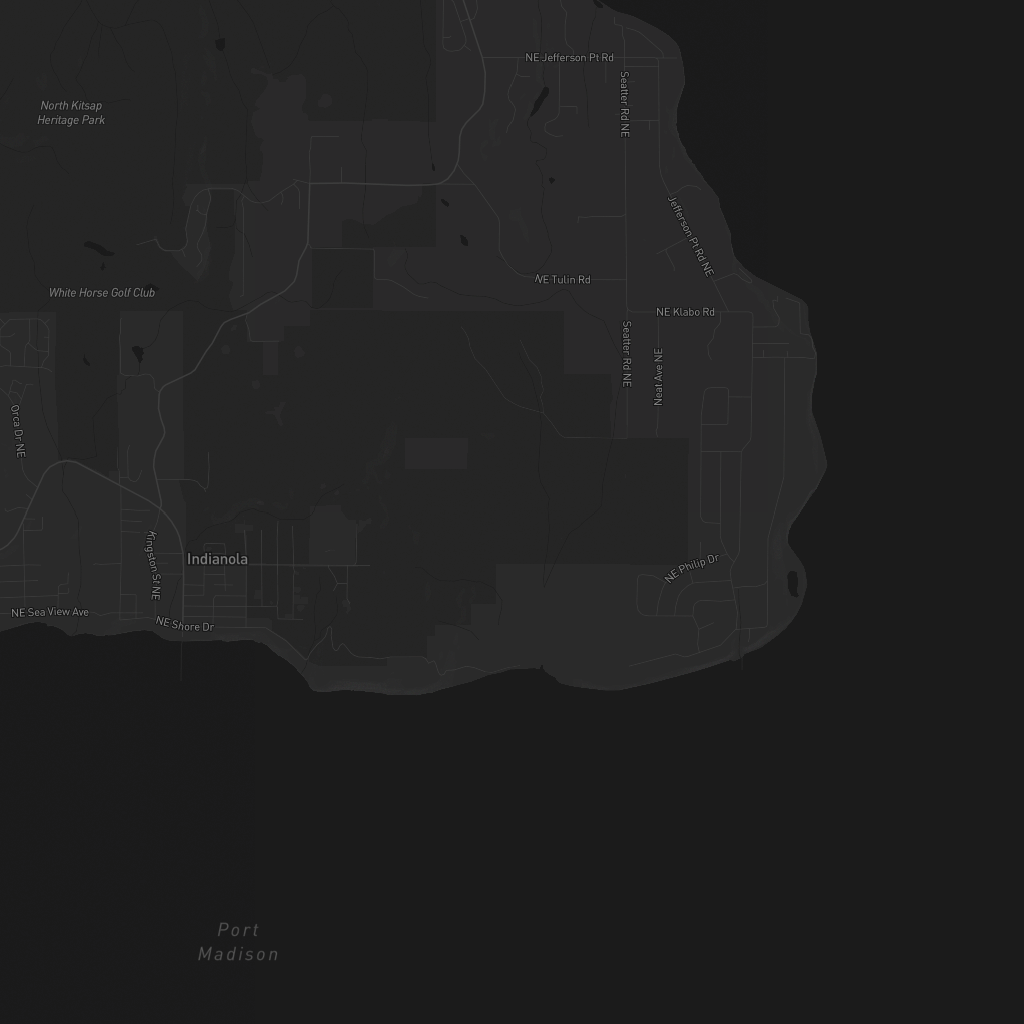 NE Jefferson Pt Rd
Seatter Rd NE
North Kitsap
Heritage Park
Jefferson Pt Rd NE
NE Tulin Rd
White Horse Golf Club
NE Klabo Rd
Seatter Rd NE
Neat Ave NE
Orca Dr NE
Indianola
Kingston St NE
NE Philip Dr
NE Sea View Ave
NE Shore Dr
Port
Madison